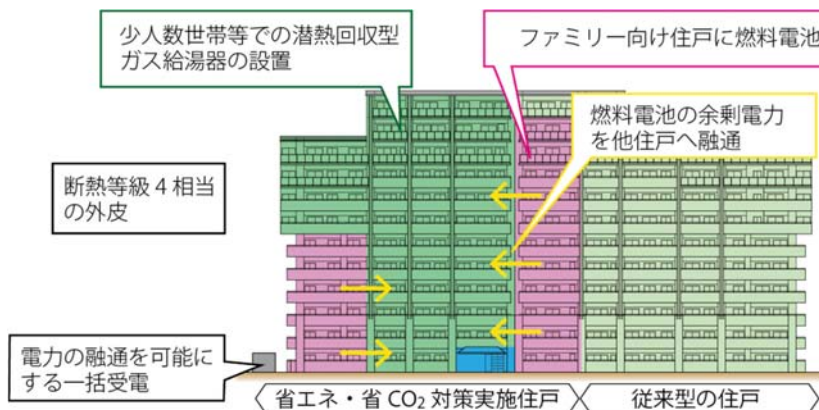 少人数世帯等での潜熱回収型
ガス給湯器の設置
ファミリー向け住戸に燃料電池
燃料電池の余剰電力
を他住戸へ融通
断熱等級4相当
の外皮
電力の融通を可能に
する一括受電
省エネ・省CO₂対策実施住戸
従来型の住戸